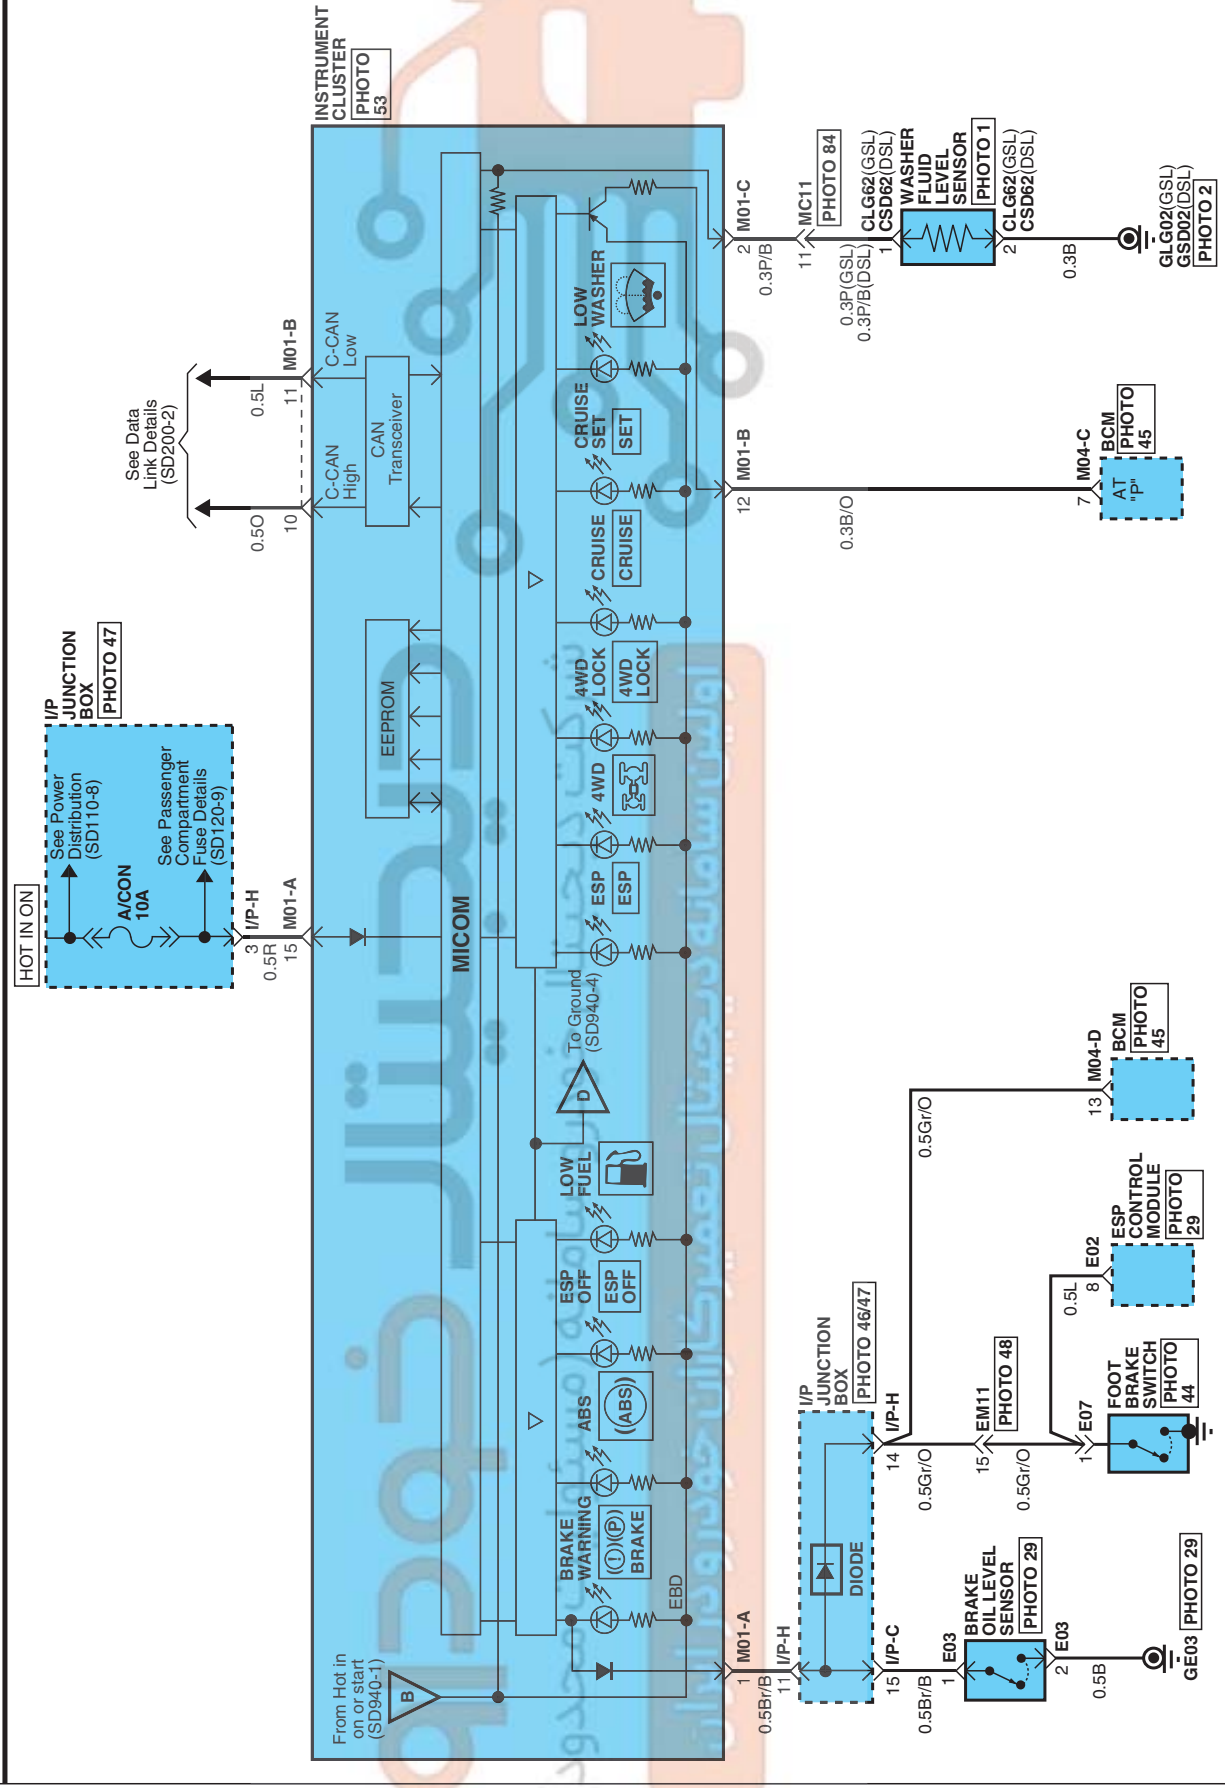 HOT IN ON
See Power
Distribution
(SD110-8)
A/CON
10A
See Passenger
Compartment
Fuse Details
(SD120-9)
I/P
JUNCTION
BOX
PHOTO 47
3
I/P-H
0.5R
15
M01-A
See Data
Link Details
(SD200-2)
0.5O
0.5L
10
11
M01-B
C-CAN
High
C-CAN
Low
CAN
Transceiver
EEPROM
INSTRUMENT
CLUSTER
PHOTO
53
MICOM
From Hot in
on or start
(SD940-1)
B
BRAKE
WARNING
(!)(P)
BRAKE
ABS
((ABS))
ESP
OFF
ESP
OFF
LOW
FUEL
D
To Ground
(SD940-4)
ESP
ESP
4WD
4WD
LOCK
4WD
LOCK
CRUISE
CRUISE
CRUISE
SET
SET
LOW
WASHER
EBD
1
M01-A
0.5Br/B
11
I/P-H
I/P
JUNCTION
BOX
PHOTO 46/47
DIODE
15
I/P-C
14
I/P-H
0.5Br/B
0.5Gr/O
0.5Gr/O
1
E03
BRAKE
OIL LEVEL
SENSOR
PHOTO 29
2
E03
0.5B
GE03
PHOTO 29
15
EM11
PHOTO 48
0.5Gr/O
1
E07
FOOT
BRAKE
SWITCH
PHOTO
44
0.5L
8
E02
ESP
CONTROL
MODULE
PHOTO
29
13
M04-D
BCM
PHOTO
45
12
M01-B
0.3B/O
7
M04-C
BCM
PHOTO
45
AT
"P"
2
M01-C
0.3P/B
11
MC11
PHOTO 84
0.3P(GSL)
0.3P/B(DSL)
1
CLG62(GSL)
CSD62(DSL)
WASHER
FLUID
LEVEL
SENSOR
PHOTO 1
2
CLG62(GSL)
CSD62(DSL)
0.3B
GLG02(GSL)
GSD02(DSL)
PHOTO 2